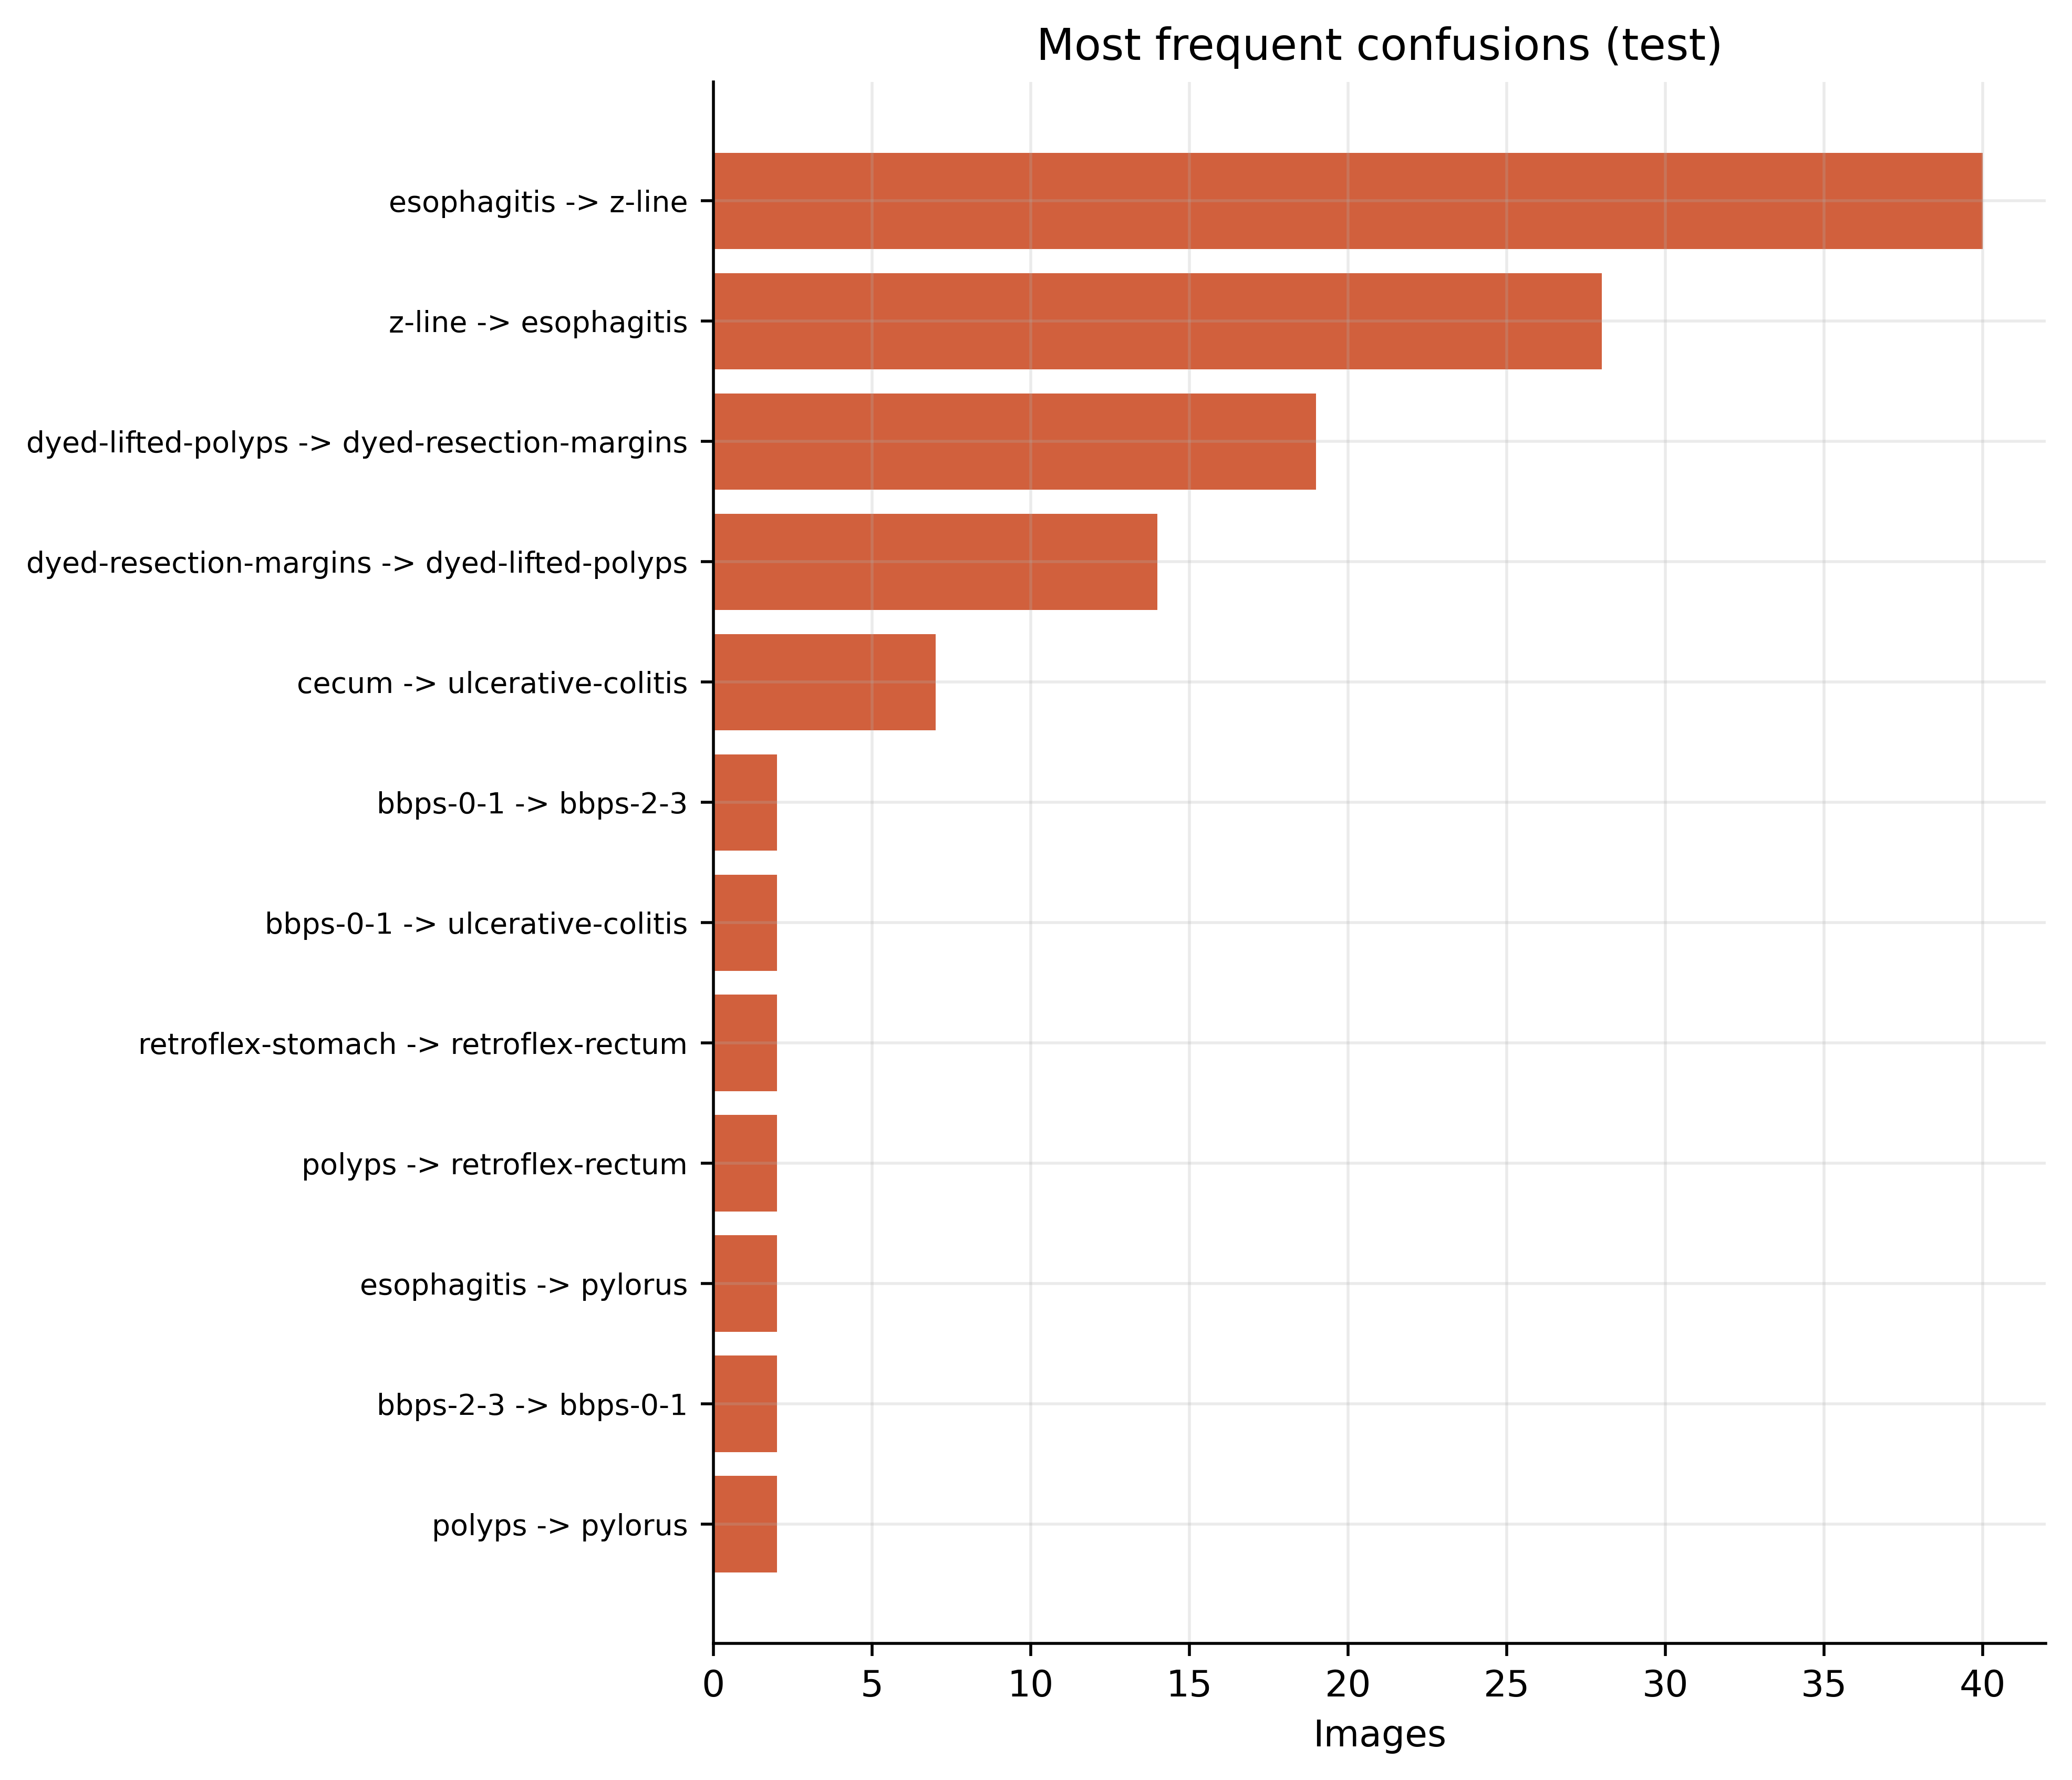 Most frequent confusions (test)
esophagitis -> z-line
z-line -> esophagitis
dyed-lifted-polyps -> dyed-resection-margins
dyed-resection-margins -> dyed-lifted-polyps
cecum -> ulcerative-colitis
bbps-0-1 -> bbps-2-3
bbps-0-1 -> ulcerative-colitis
retroflex-stomach -> retroflex-rectum
polyps -> retroflex-rectum
esophagitis -> pylorus
bbps-2-3 -> bbps-0-1
polyps -> pylorus
0 5 10 15 20 25 30 35 40
Images